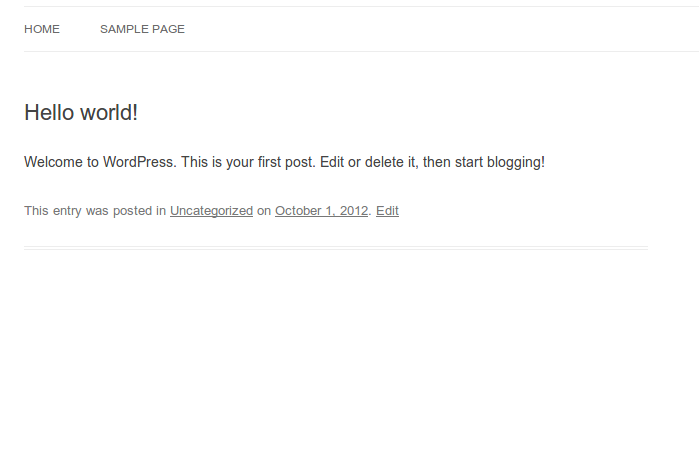 HOME SAMPLE PAGE
Hello world!
Welcome to WordPress. This is your first post. Edit or delete it, then start blogging!
This entry was posted in Uncategorized on October 1, 2012. Edit